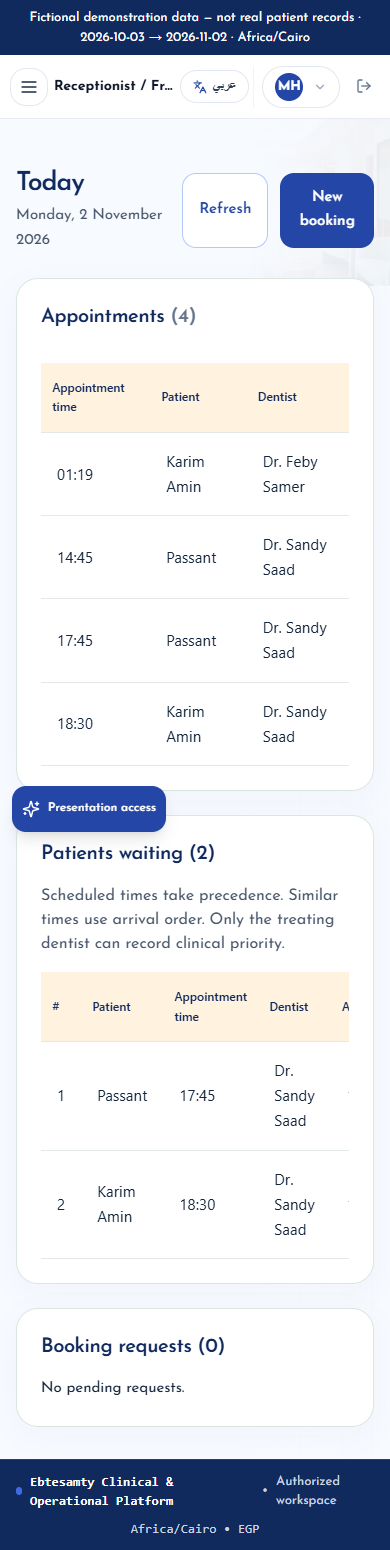 Fictional demonstration data — not real patient records ·
2026-10-03 → 2026-11-02 · Africa/Cairo
Receptionist / Fr...
عربي
MH
Today
Monday, 2 November
2026
Refresh
New
booking
Appointments (4)
Appointment
time
Patient
Dentist
01:19
Karim
Amin
Dr. Feby
Samer
14:45
Passant
Dr. Sandy
Saad
17:45
Passant
Dr. Sandy
Saad
18:30
Karim
Amin
Dr. Sandy
Saad
Presentation access
Patients waiting (2)
Scheduled times take precedence. Similar
times use arrival order. Only the treating
dentist can record clinical priority.
#
Patient
Appointment
time
Dentist
1
Passant
17:45
Dr.
Sandy
Saad
2
Karim
Amin
18:30
Dr.
Sandy
Saad
Booking requests (0)
No pending requests.
Ebtesamty Clinical &
Operational Platform
• Authorized
workspace
Africa/Cairo • EGP